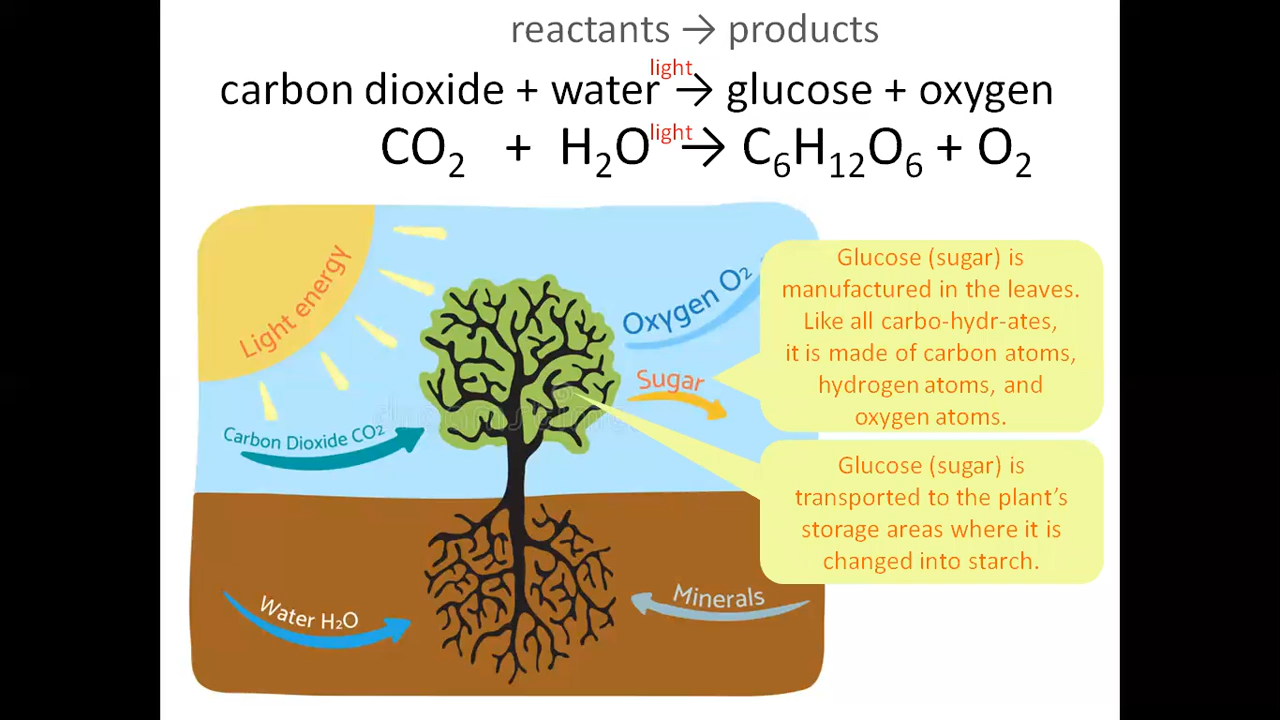 reactants → products
light
carbon dioxide + water → glucose + oxygen
light
CO₂ + H₂O → C₆H₁₂O₆ + O₂
Light energy
Oxygen O₂
Sugar
Carbon Dioxide CO₂
Water H₂O
Minerals
Glucose (sugar) is
manufactured in the leaves.
Like all carbo-hydr-ates,
it is made of carbon atoms,
hydrogen atoms, and
oxygen atoms.
Glucose (sugar) is
transported to the plant’s
storage areas where it is
changed into starch.